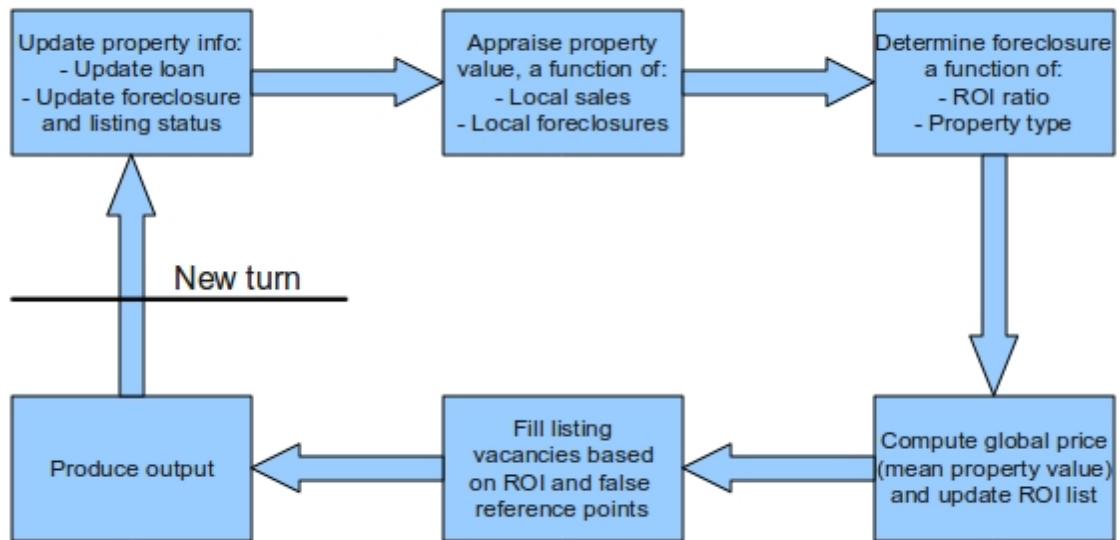 Update property info:
- Update loan
- Update foreclosure
and listing status
Appraise property
value, a function of:
- Local sales
- Local foreclosures
Determine foreclosure
a function of:
- ROI ratio
- Property type
New turn
Produce output
Fill listing
vacancies based
on ROI and false
reference points
Compute global price
(mean property value)
and update ROI list